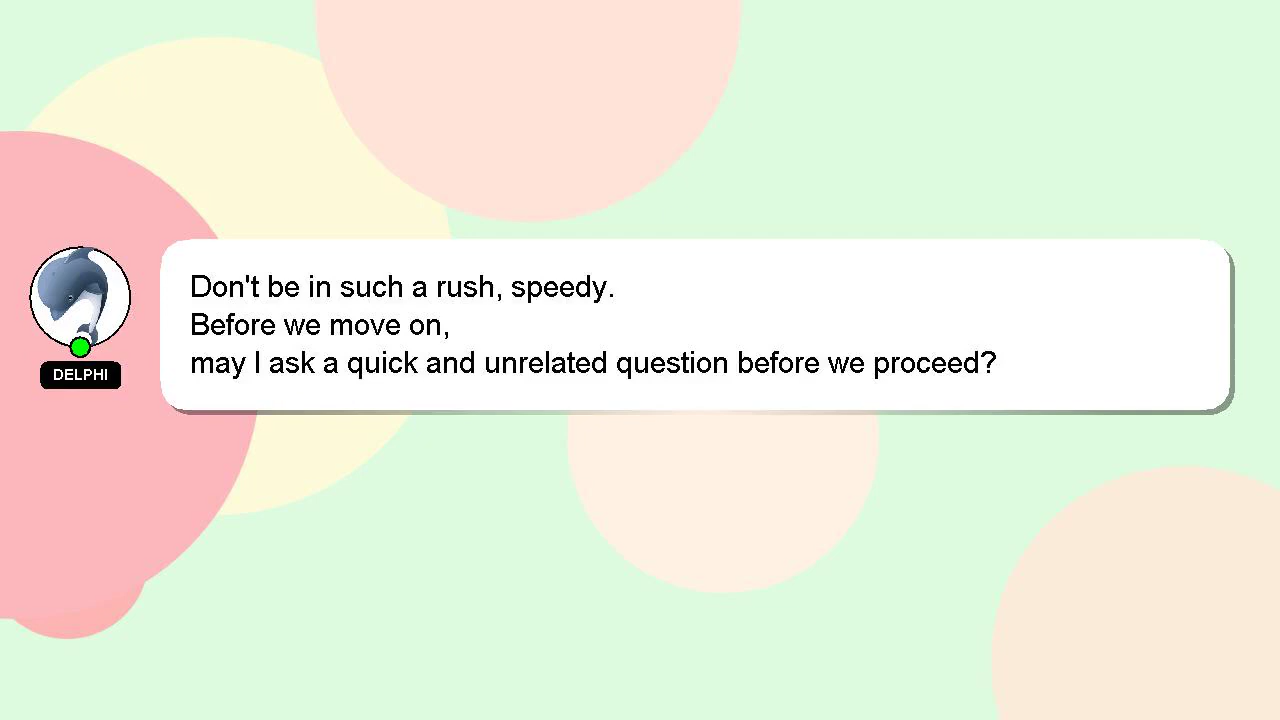 Don't be in such a rush, speedy.
Before we move on,
may I ask a quick and unrelated question before we proceed?
DELPHI